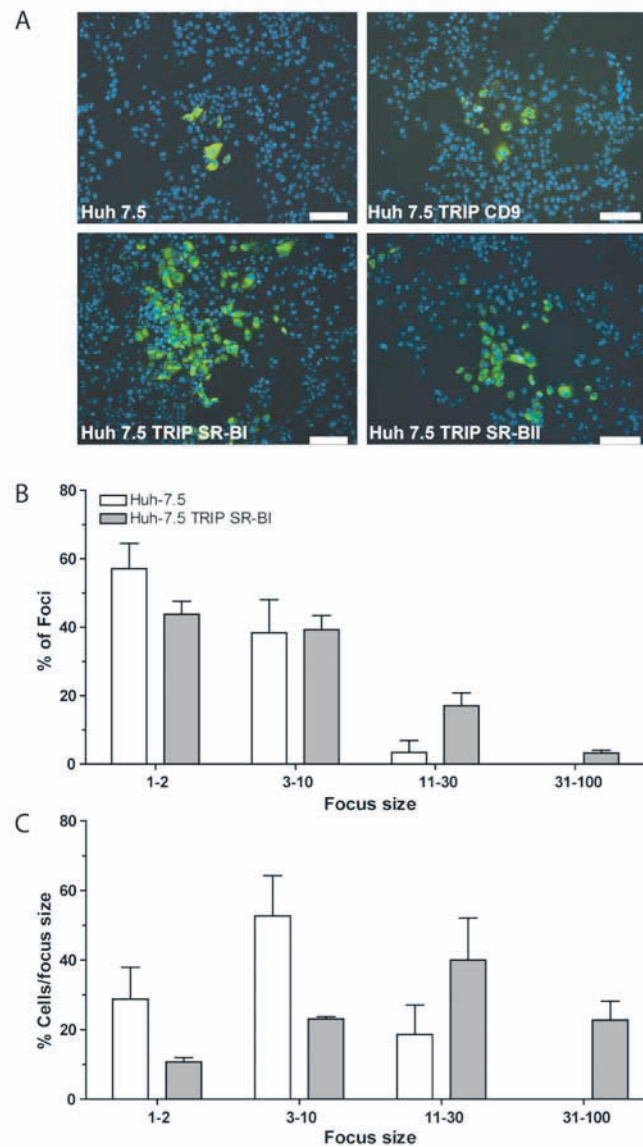 A
Huh 7.5
Huh 7.5 TRIP CD9
Huh 7.5 TRIP SR-BI
Huh 7.5 TRIP SR-BII
B
80
60
40
20
0
% of Foci
Huh-7.5
Huh-7.5 TRIP SR-BI
1-2
3-10
11-30
31-100
Focus size
C
80
60
40
20
0
% Cells/focus size
1-2
3-10
11-30
31-100
Focus size